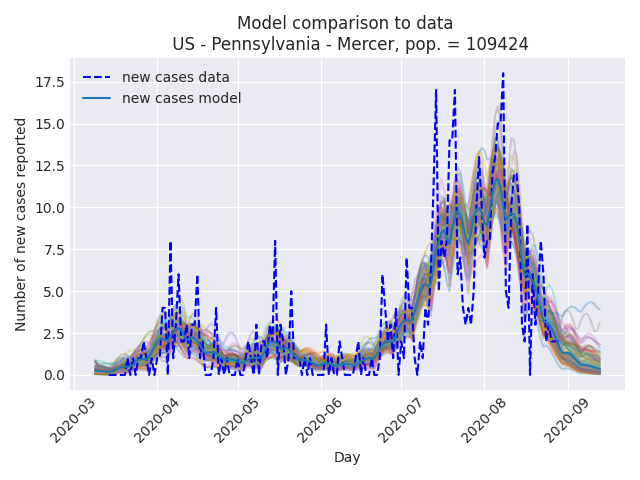 Model comparison to data
US - Pennsylvania - Mercer, pop. = 109424
new cases data
new cases model
Number of new cases reported
17.5
15.0
12.5
10.0
7.5
5.0
2.5
0.0
2020-03
2020-04
2020-05
2020-06
2020-07
2020-08
2020-09
Day